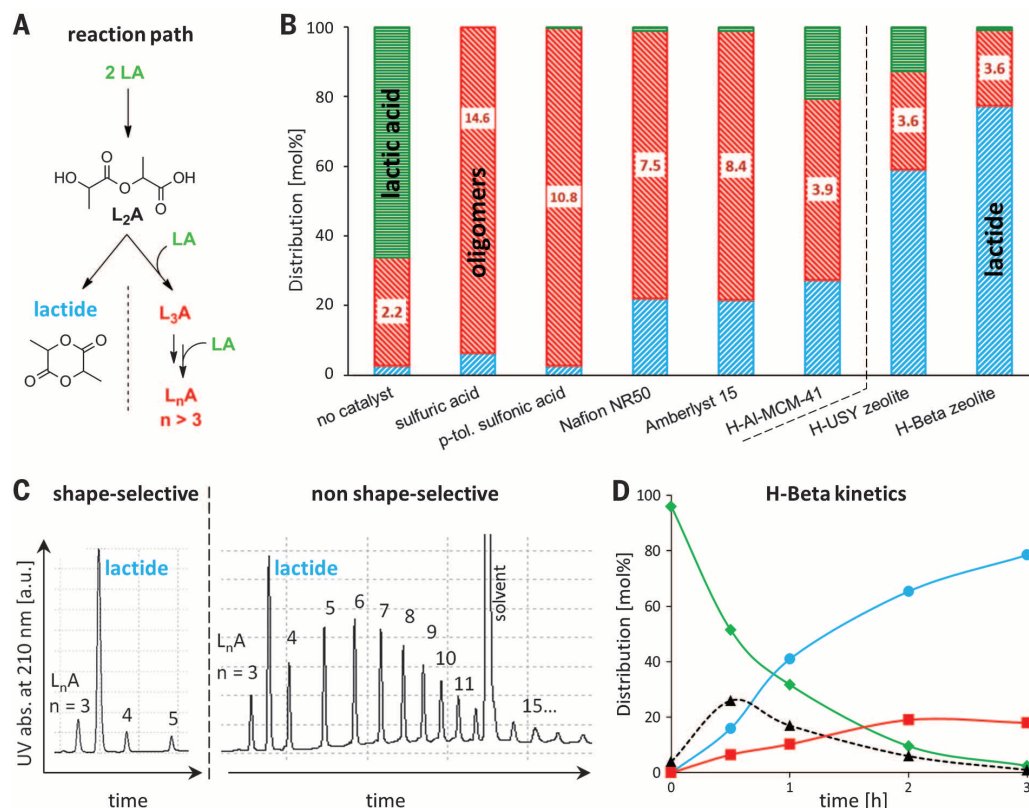 A
reaction path
2 LA
O
HO
O
O
OH
L₂A
LA
lactide
O
O
O
O
L₃A
LA
LₙA
n > 3
B
Distribution [mol%]
100
80
60
40
20
0
lactic acid
2.2
14.6
oligomers
10.8
7.5
8.4
3.9
3.6
3.6
lactide
no catalyst
sulfuric acid
p-tol. sulfonic acid
Nafion NR50
Amberlyst 15
H-Al-MCM-41
H-USY zeolite
H-Beta zeolite
C
shape-selective
non shape-selective
UV abs. at 210 nm [a.u.]
lactide
LₙA
n = 3
4
5
time
lactide
LₙA
n = 3
4
5
6
7
8
9
10
11
solvent
15...
time
D
H-Beta kinetics
Distribution [mol%]
100
80
60
40
20
0
0
1
2
3
time [h]